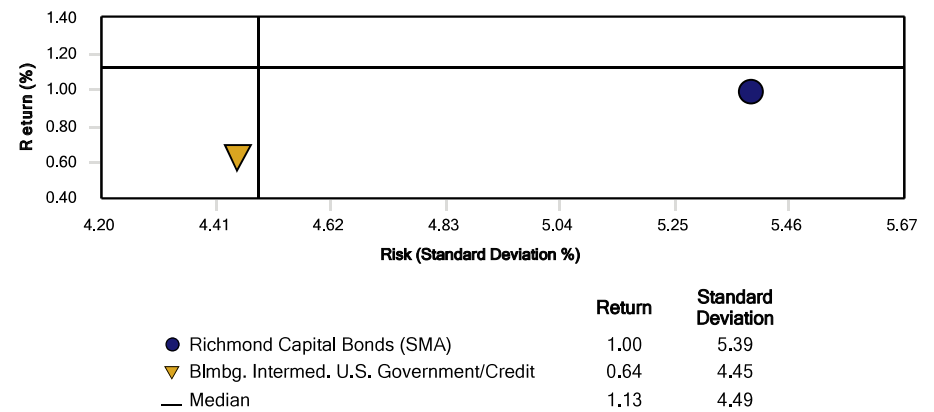 1.40
1.20
1.00
0.80
0.60
0.40
Return (%)
4.20 4.41 4.62 4.83 5.04 5.25 5.46 5.67
Risk (Standard Deviation %)
Return Standard Deviation
Richmond Capital Bonds (SMA) 1.00 5.39
Blmbg. Intermed. U.S. Government/Credit 0.64 4.45
Median 1.13 4.49